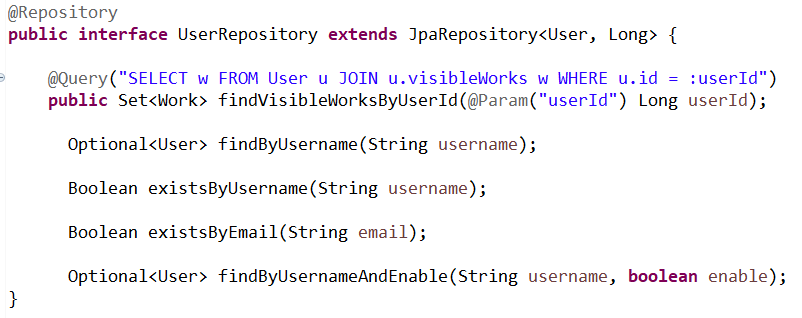 @Repository
public interface UserRepository extends JpaRepository<User, Long> {
@Query("SELECT w FROM User u JOIN u.visibleWorks w WHERE u.id = :userId")
public Set<Work> findVisibleWorksByUserId(@Param("userId") Long userId);
Optional<User> findByUsername(String username);
Boolean existsByUsername(String username);
Boolean existsByEmail(String email);
Optional<User> findByUsernameAndEnable(String username, boolean enable);
}